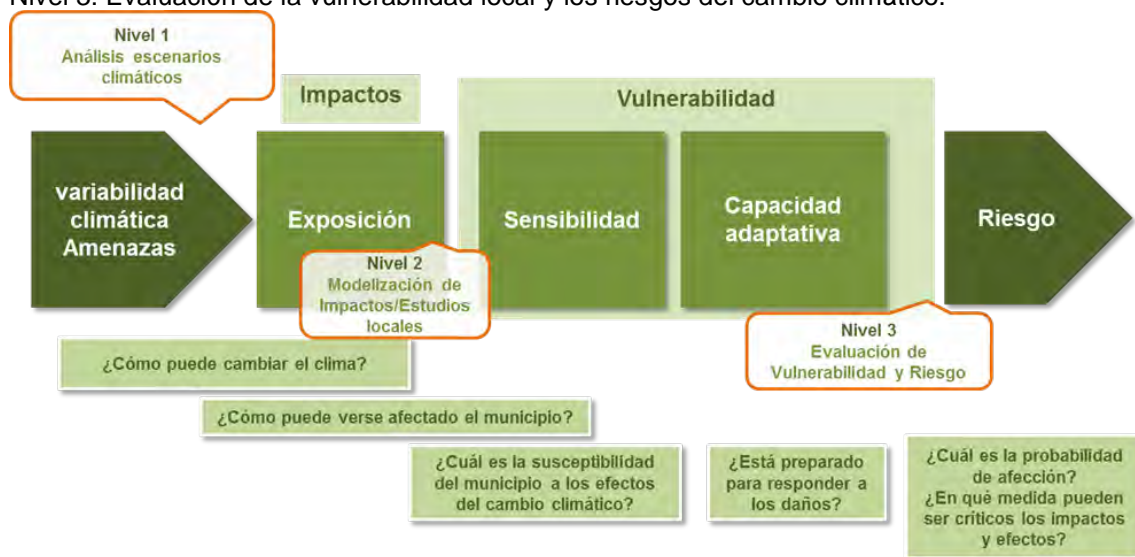 Nivel 3. Evaluación de la vulnerabilidad local y los riesgos del cambio climático.
Nivel 1
Análisis escenarios
climáticos
Impactos
Vulnerabilidad
variabilidad
climática
Amenazas
Exposición
Sensibilidad
Capacidad
adaptativa
Riesgo
Nivel 2
Modelización de
Impactos/Estudios
locales
Nivel 3
Evaluación de
Vulnerabilidad y Riesgo
¿Cómo puede cambiar el clima?
¿Cómo puede verse afectado el municipio?
¿Cuál es la susceptibilidad
del municipio a los efectos
del cambio climático?
¿Está preparado
para responder a
los daños?
¿Cuál es la probabilidad
de afección?
¿En qué medida pueden
ser críticos los impactos
y efectos?